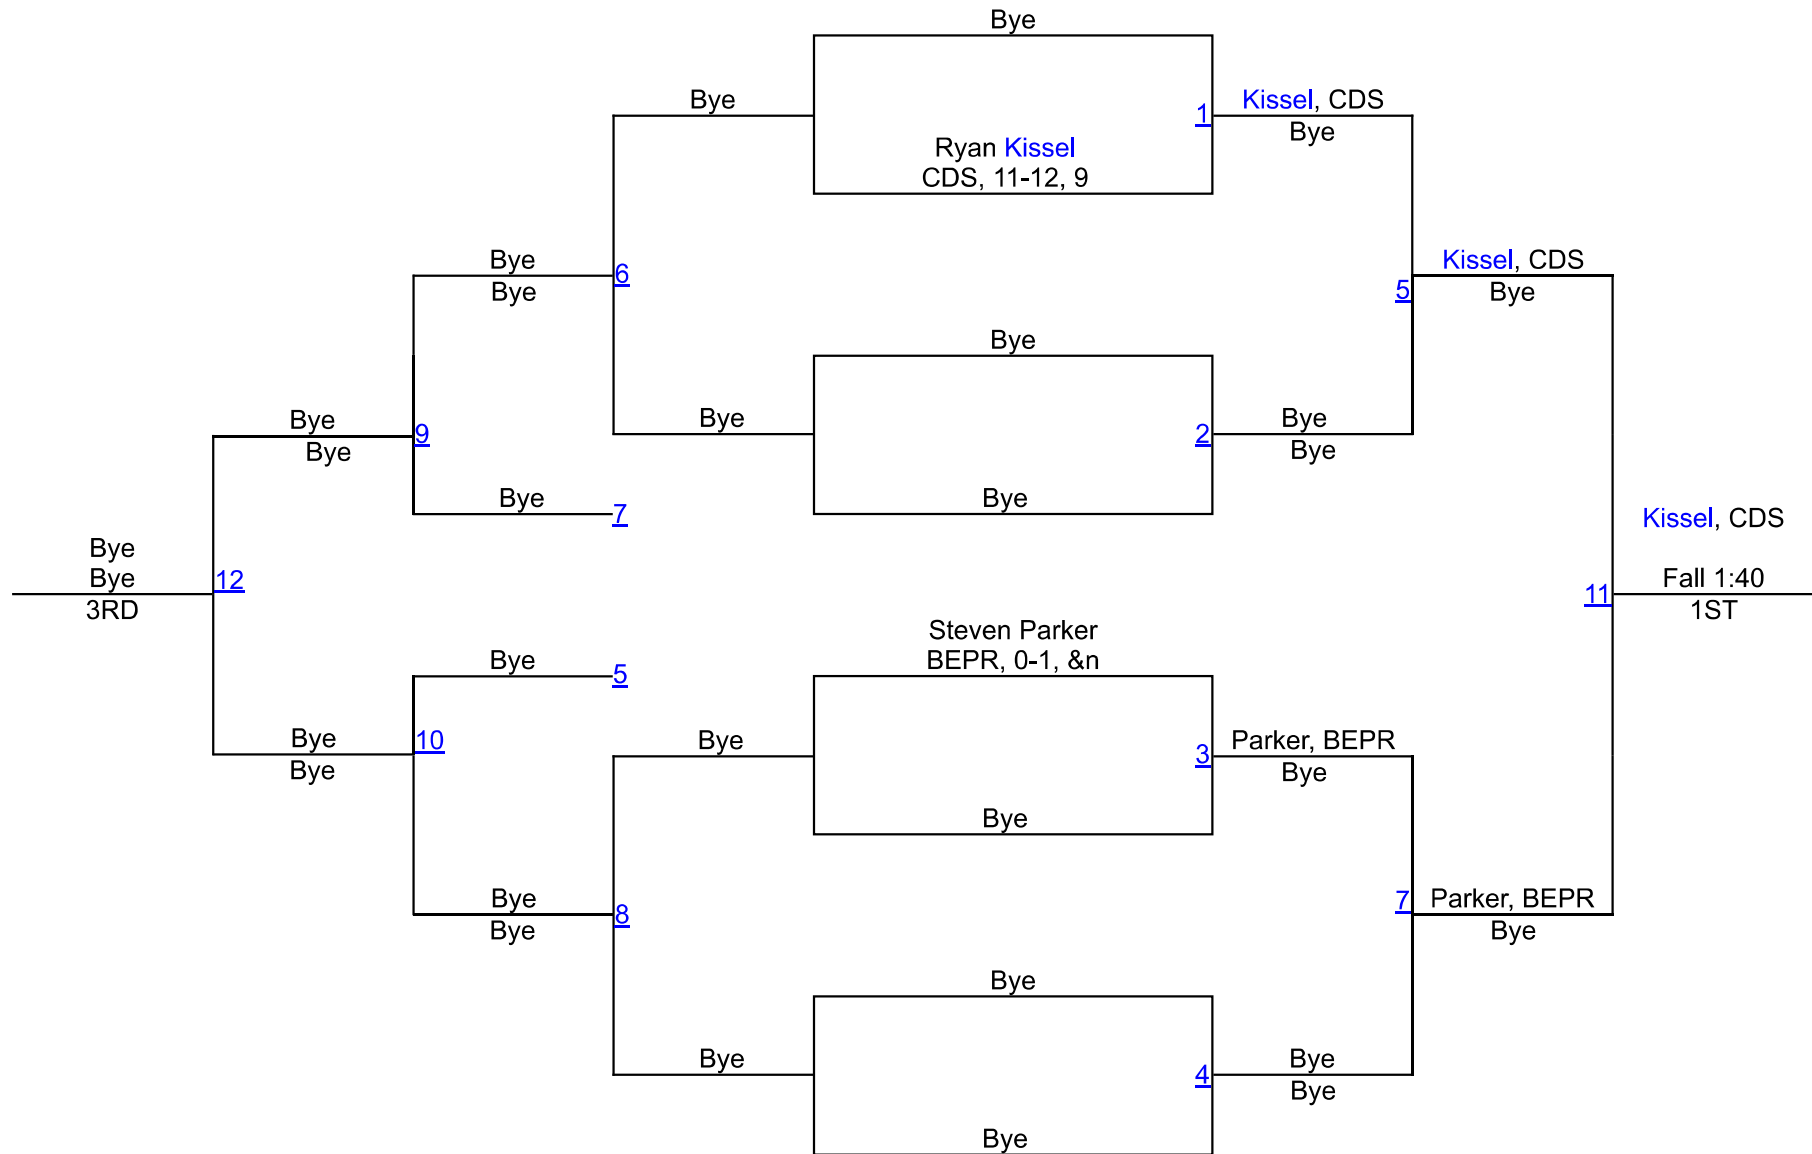 Bye
Bye
1
Kissel, CDS
Bye
Ryan Kissel
CDS, 11-12, 9
Bye
Bye
6
Kissel, CDS
Bye
5
Bye
Bye
Bye
9
Bye
2
Bye
Bye
Bye
7
Bye
Kissel, CDS
Bye
Bye
3RD
12
11
Fall 1:40
1ST
Steven Parker
BEPR, 0-1, &n
Bye
5
Bye
Bye
10
Bye
3
Parker, BEPR
Bye
Bye
Bye
Bye
8
7
Parker, BEPR
Bye
Bye
Bye
4
Bye
Bye
Bye